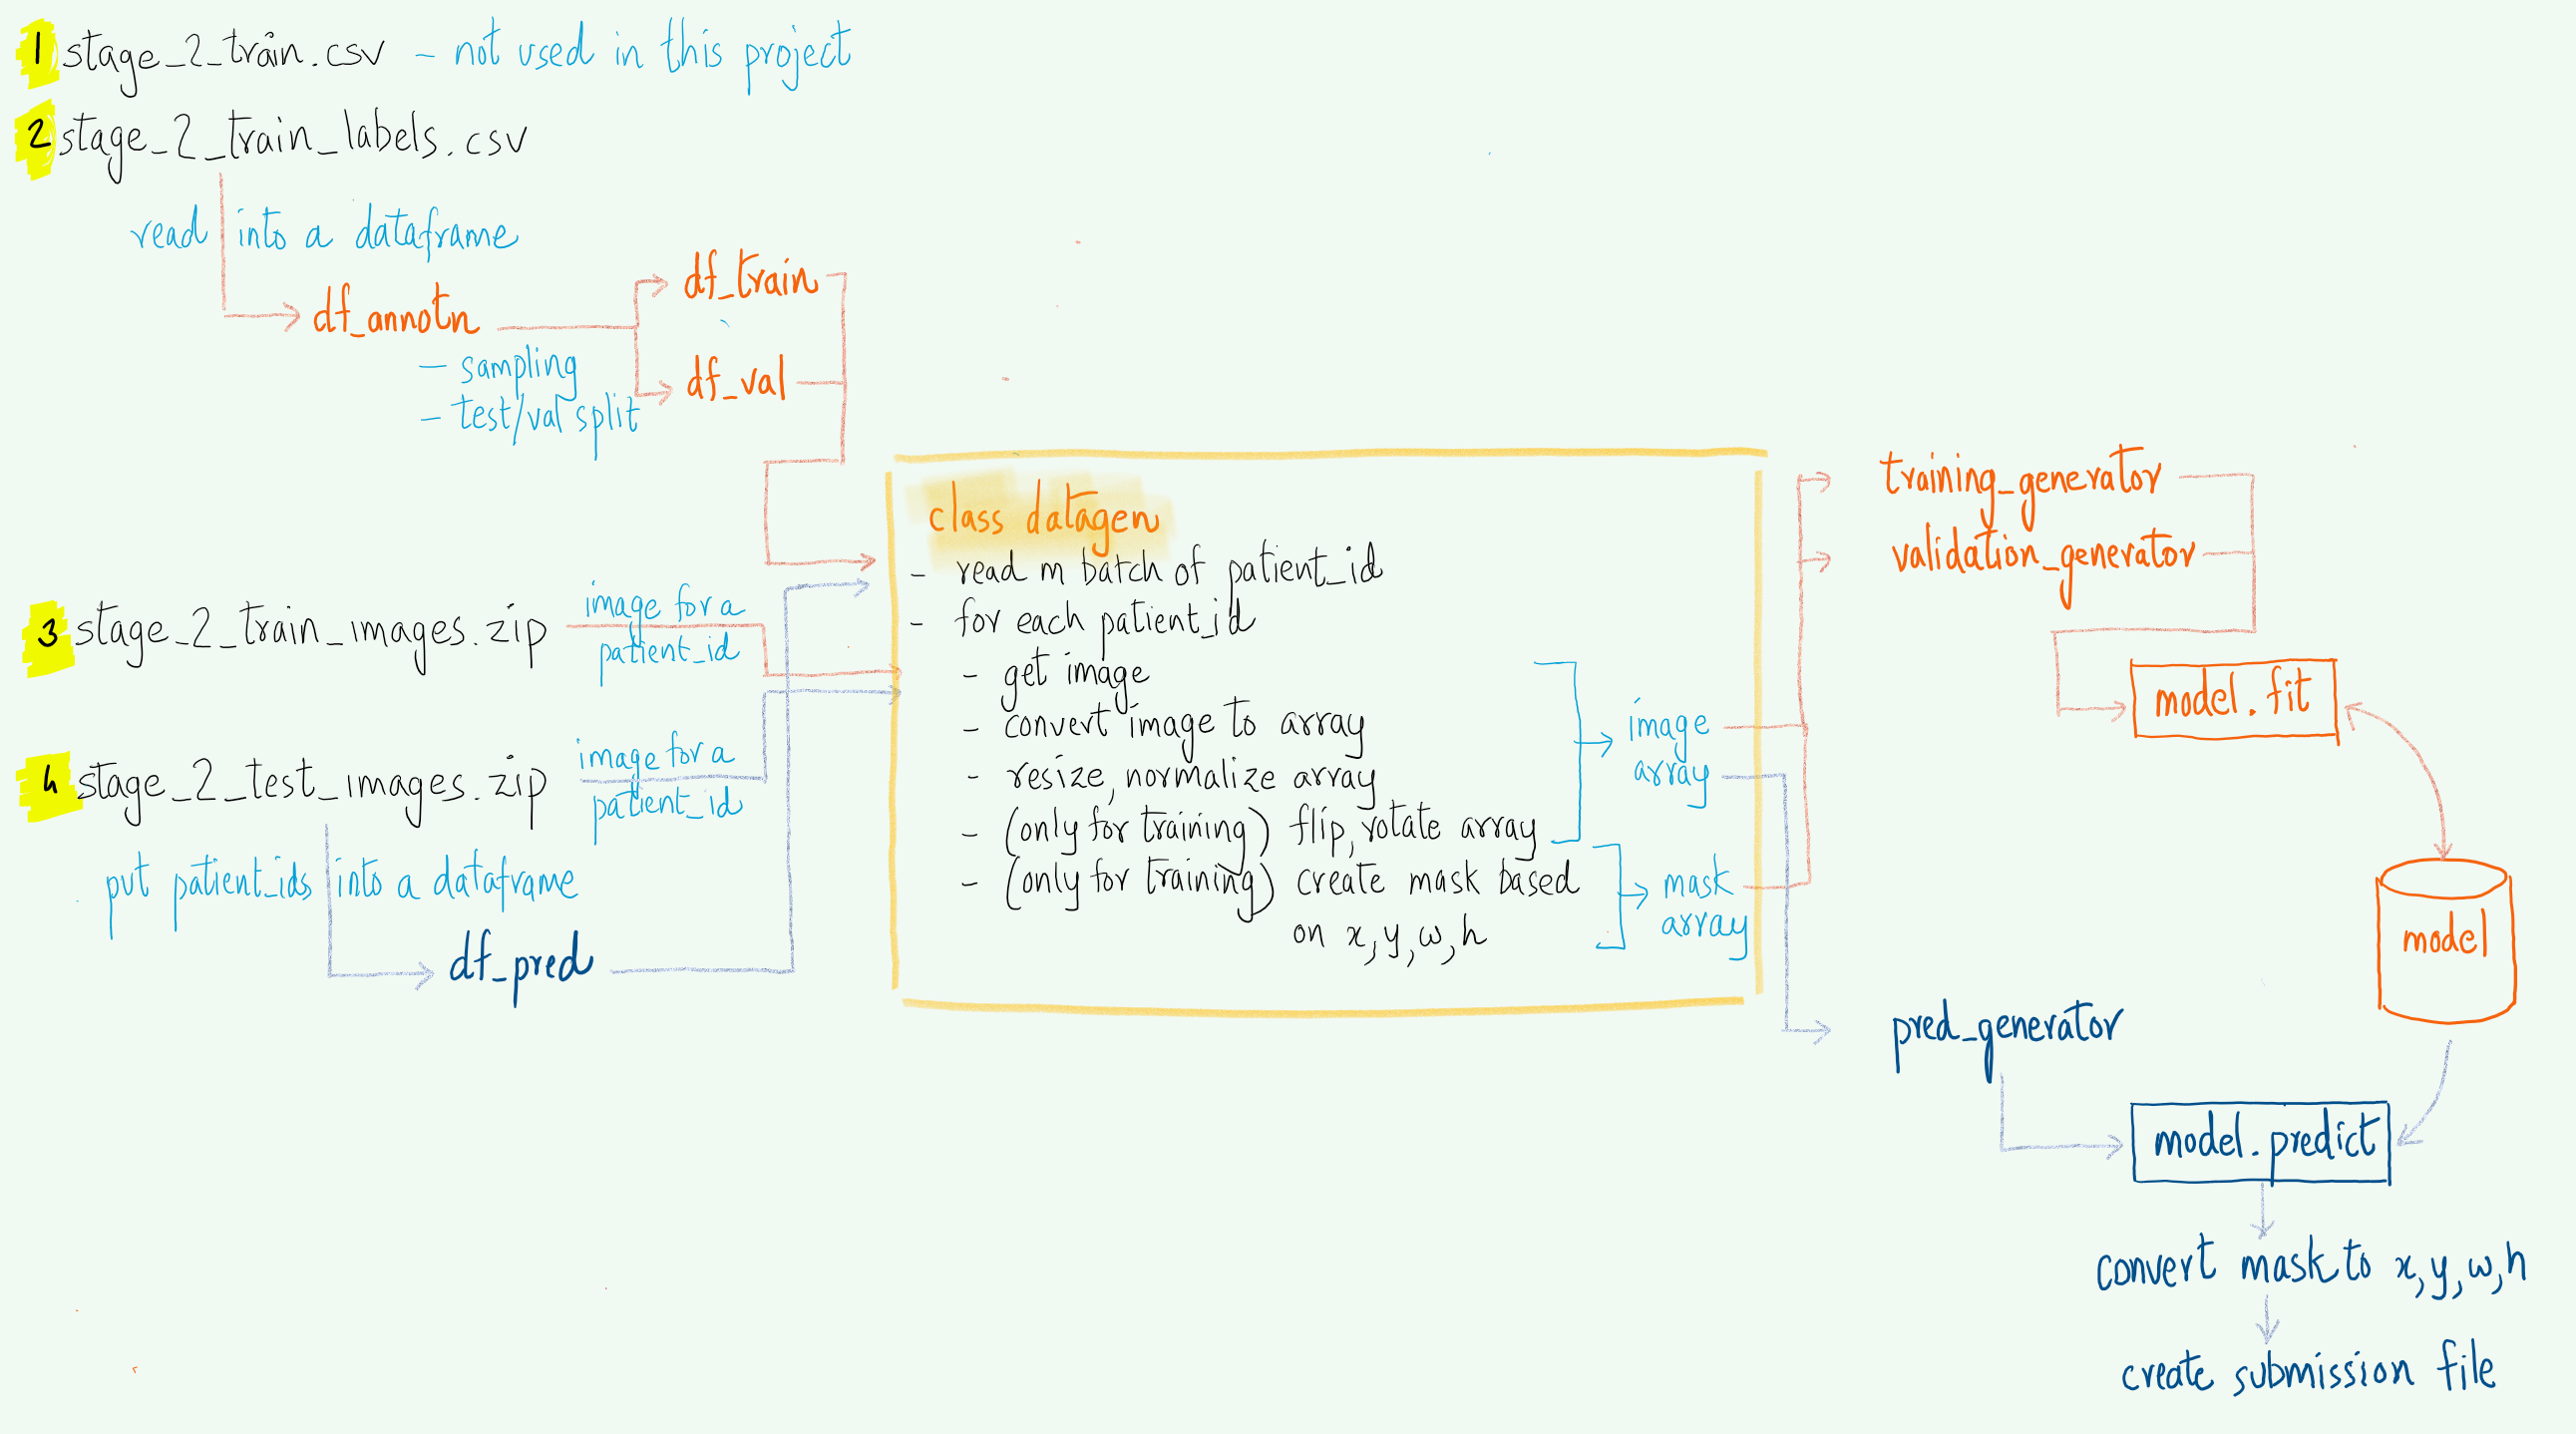 1 stage_2_train.csv - not used in this project
2 stage_2_train_labels.csv
read into a dataframe
df_annotn
- sampling
- test/val split
df_train
df_val
3 stage_2_train_images.zip
image for a
patient_id
4 stage_2_test_images.zip
image for a
patient_id
put patient_ids into a dataframe
df_pred
class datagen
- read m batch of patient_id
- for each patient_id
- get image
- convert image to array
- resize, normalize array
- (only for training) flip, rotate array
- (only for training) create mask based
on x, y, w, h
image
array
mask
array
training_generator
validation_generator
model.fit
model
pred_generator
model.predict
convert mask to x, y, w, h
create submission file